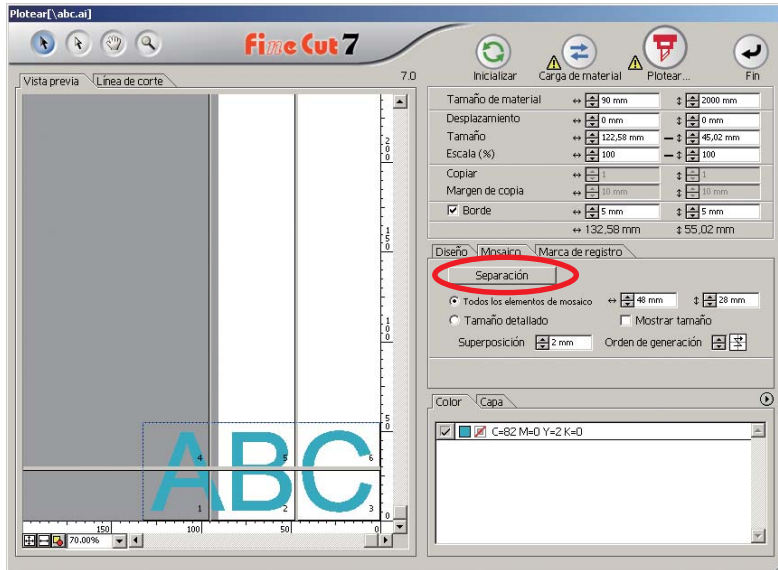 Plotear[\abc.ai]
Fine Cut 7
Inicializar Carga de material Plotear... Fin
Vista previa Línea de corte 7.0
Tamaño de material 90 mm 2000 mm
Desplazamiento 0 mm 0 mm
Tamaño 122,58 mm 45,02 mm
Escala (%) 100 100
Copiar 1 1
Margen de copia 10 mm 10 mm
Borde 5 mm 5 mm
132,58 mm 55,02 mm
Diseño Mosaico Marca de registro
Separación
Todos los elementos de mosaico 48 mm 28 mm
Tamaño detallado Mostrar tamaño
Superposición 2 mm Orden de generación
Color Capa
C=82 M=0 Y=2 K=0
200
150
100
50
0
ABC
4 5 6
1 2 3
150 100 50 0
70.00%